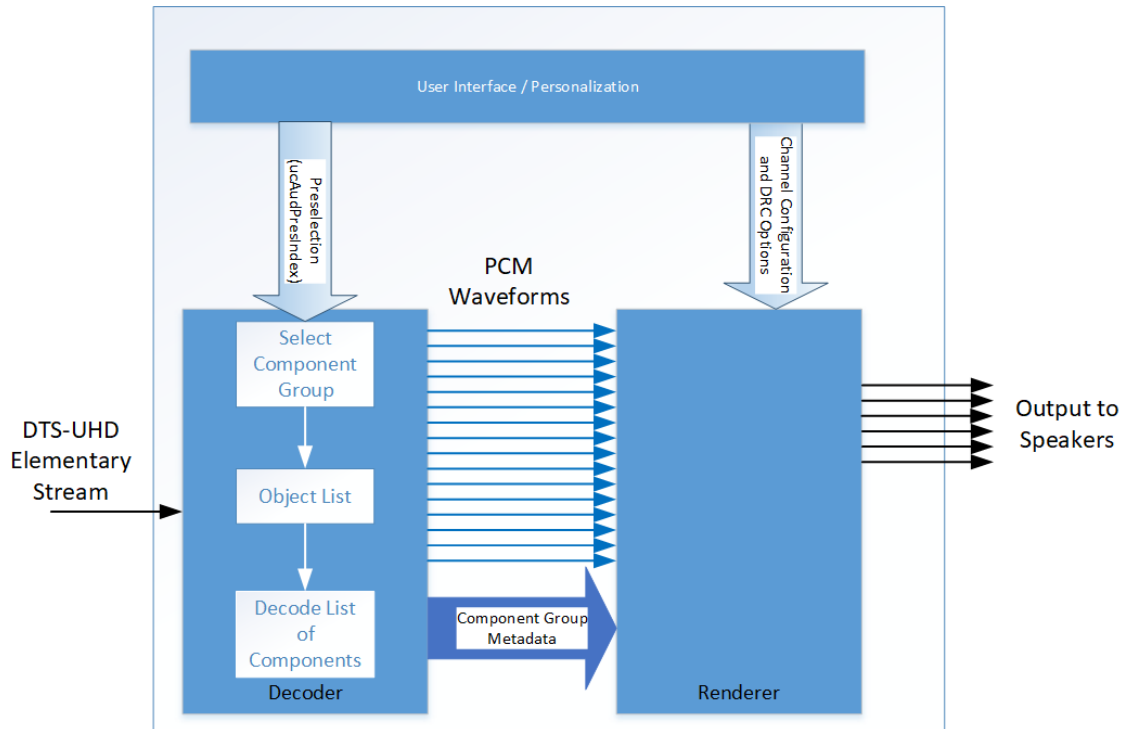 User Interface / Personalization
Preselection
(ucAudPresIndex)
Channel Configuration
and DRC Options
PCM
Waveforms
Select
Component
Group
DTS-UHD
Elementary
Stream
Object List
Output to
Speakers
Decode List
of
Components
Component Group
Metadata
Decoder
Renderer